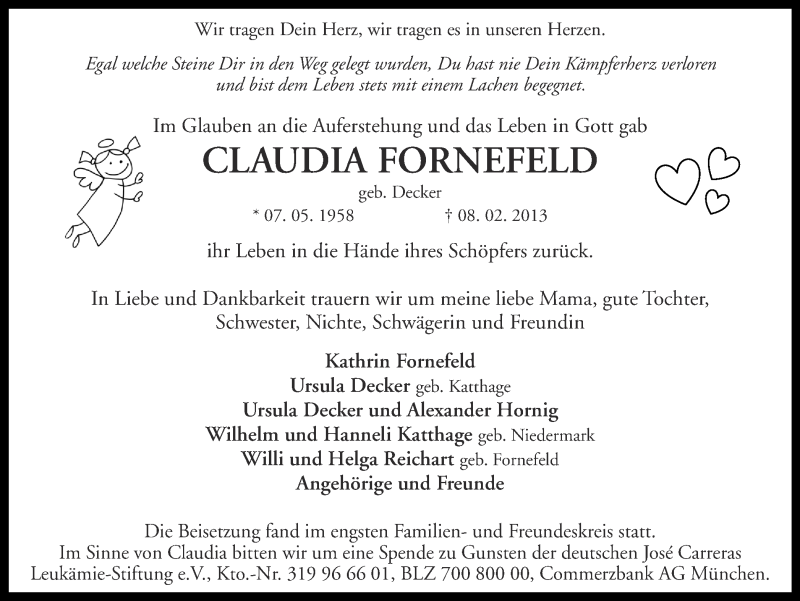 Wir tragen Dein Herz, wir tragen es in unseren Herzen.
Egal welche Steine Dir in den Weg gelegt wurden, Du hast nie Dein Kämpferherz verloren
und bist dem Leben stets mit einem Lachen begegnet.
Im Glauben an die Auferstehung und das Leben in Gott gab
CLAUDIA FORNEFELD
geb. Decker
* 07. 05. 1958 † 08. 02. 2013
ihr Leben in die Hände ihres Schöpfers zurück.
In Liebe und Dankbarkeit trauern wir um meine liebe Mama, gute Tochter,
Schwester, Nichte, Schwägerin und Freundin
Kathrin Fornefeld
Ursula Decker geb. Katthage
Ursula Decker und Alexander Hornig
Wilhelm und Hanneli Katthage geb. Niedermark
Willi und Helga Reichart geb. Fornefeld
Angehörige und Freunde
Die Beisetzung fand im engsten Familien- und Freundeskreis statt.
Im Sinne von Claudia bitten wir um eine Spende zu Gunsten der deutschen José Carreras
Leukämie-Stiftung e.V., Kto.-Nr. 319 96 66 01, BLZ 700 800 00, Commerzbank AG München.